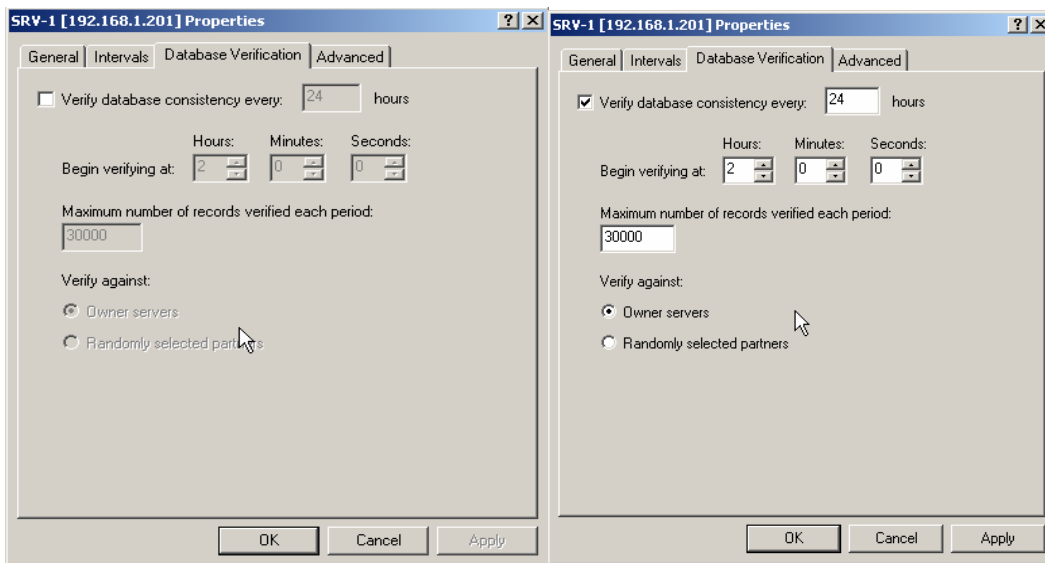 SRV-1 [192.168.1.201] Properties
General Intervals Database Verification Advanced
Verify database consistency every: 24 hours
Hours: Minutes: Seconds:
Begin verifying at: 2 0 0
Maximum number of records verified each period:
30000
Verify against:
Owner servers
Randomly selected partners
OK Cancel Apply
SRV-1 [192.168.1.201] Properties
General Intervals Database Verification Advanced
Verify database consistency every: 24 hours
Hours: Minutes: Seconds:
Begin verifying at: 2 0 0
Maximum number of records verified each period:
30000
Verify against:
Owner servers
Randomly selected partners
OK Cancel Apply